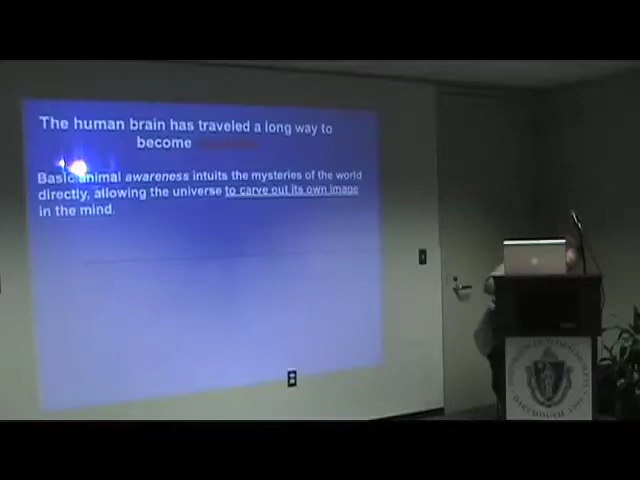 The human brain has traveled a long way to
become
Basic animal awareness intuits the mysteries of the world
directly, allowing the universe to carve out its own image
in the mind.
DARTMOUTH